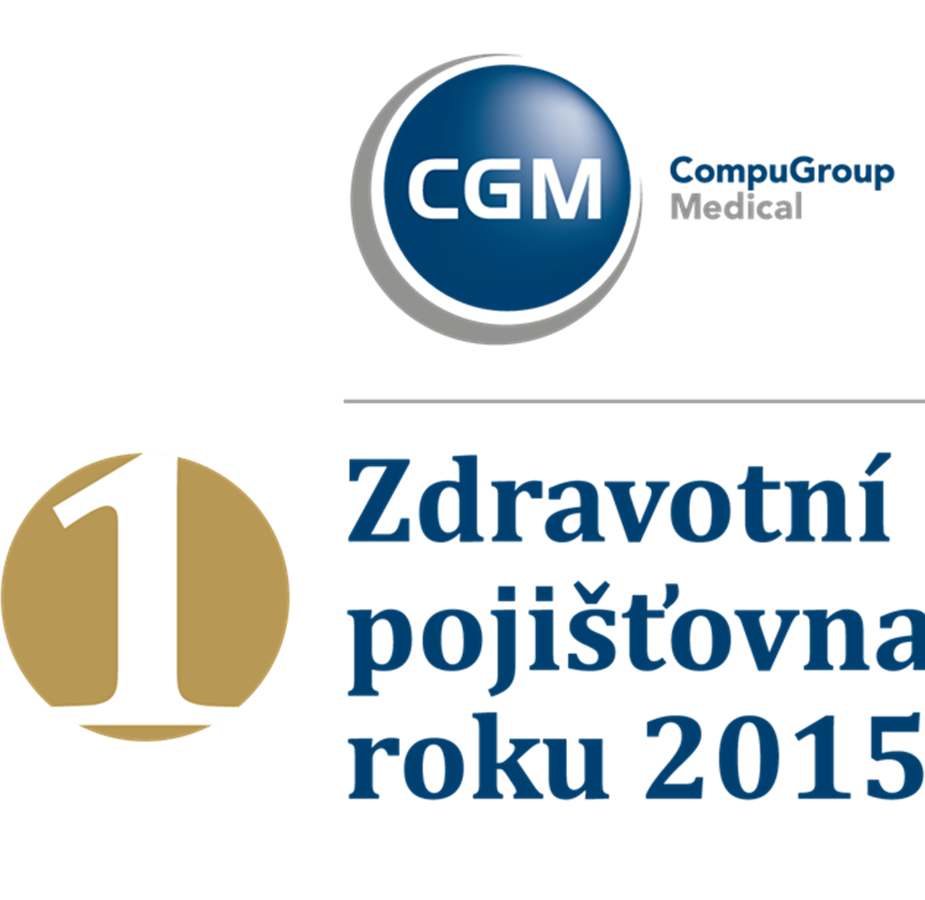 CGM
CompuGroup
Medical
1
Zdravotní
pojišťovna
roku 2015